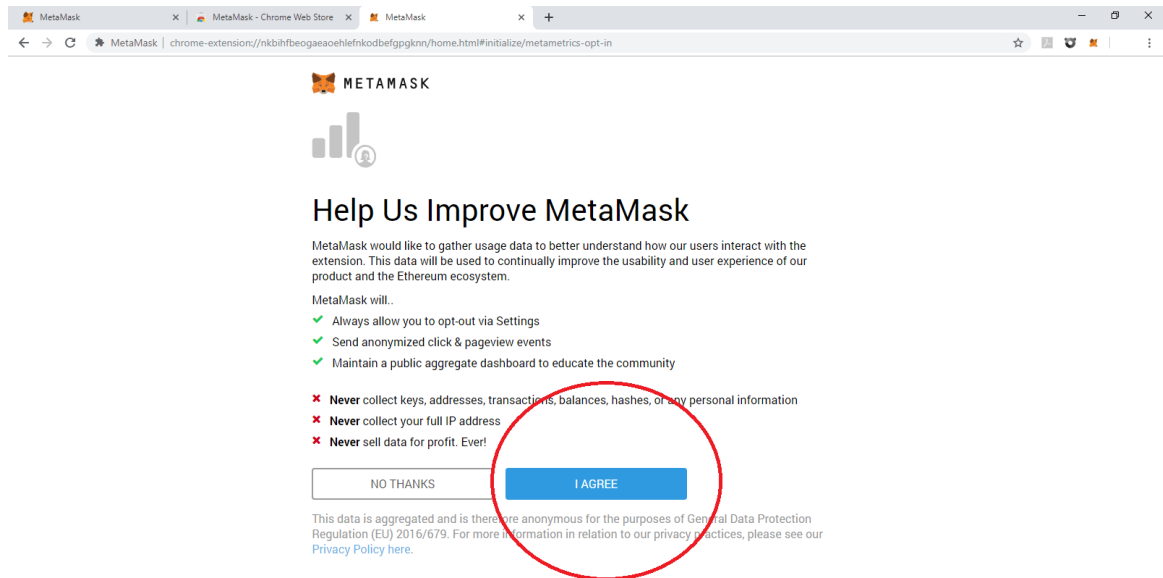 MetaMask
MetaMask - Chrome Web Store
MetaMask
MetaMask | chrome-extension://nkbihfbeogaeaoehlefnkodbefgpgknn/home.html#initialize/metametrics-opt-in
METAMASK
Help Us Improve MetaMask
MetaMask would like to gather usage data to better understand how our users interact with the
extension. This data will be used to continually improve the usability and user experience of our
product and the Ethereum ecosystem.
MetaMask will..
Always allow you to opt-out via Settings
Send anonymized click & pageview events
Maintain a public aggregate dashboard to educate the community
Never collect keys, addresses, transactions, balances, hashes, or any personal information
Never collect your full IP address
Never sell data for profit. Ever!
NO THANKS
I AGREE
This data is aggregated and is therefore anonymous for the purposes of General Data Protection
Regulation (EU) 2016/679. For more information in relation to our privacy practices, please see our
Privacy Policy here.